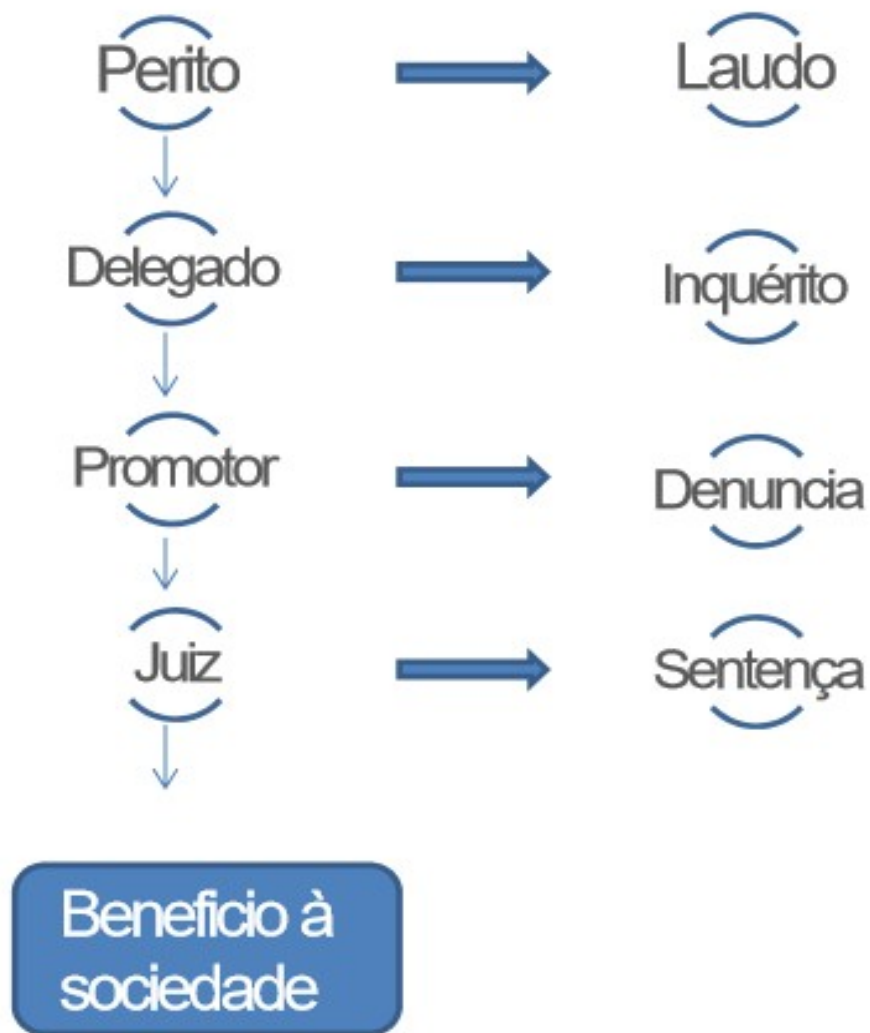 Perito
Laudo
Delegado
Inquérito
Promotor
Denuncia
Juiz
Sentença
Beneficio à
sociedade